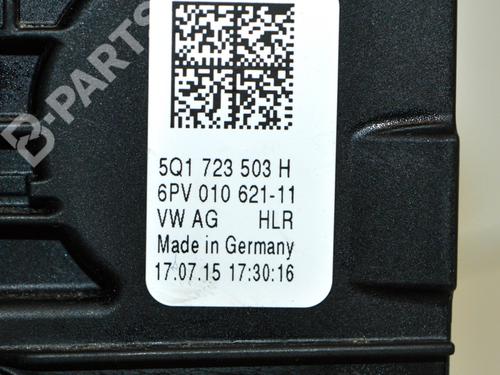 B-PARTS
5Q1 723 503 H
6PV 010 621-11
VW AG HLR
Made in Germany
17.07.15 17:30:16